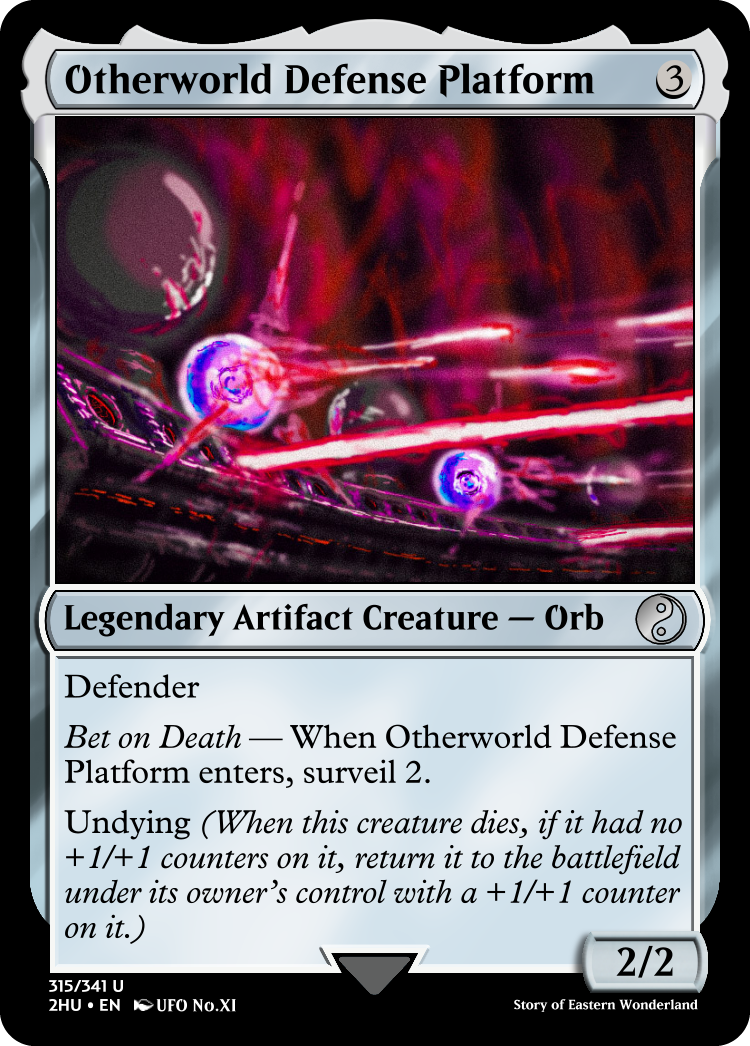 Otherworld Defense Platform 3
Legendary Artifact Creature — Orb
Defender
Bet on Death — When Otherworld Defense
Platform enters, surveil 2.
Undying (When this creature dies, if it had no
+1/+1 counters on it, return it to the battlefield
under its owner's control with a +1/+1 counter
on it.)
2/2
315/341 U
2HU • EN UFO No.XI
Story of Eastern Wonderland